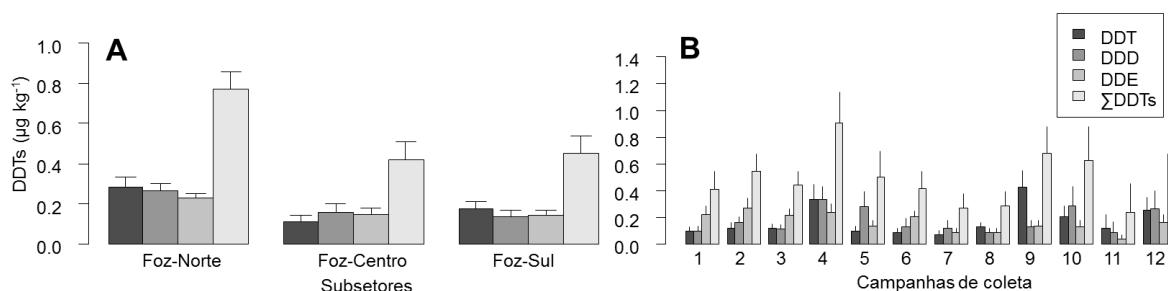 A
DDTs (µg kg⁻¹)
1.0
0.8
0.6
0.4
0.2
0.0
Foz-Norte Foz-Centro Foz-Sul
Subsetores
B
1.4
1.2
1.0
0.8
0.6
0.4
0.2
0.0
1 2 3 4 5 6 7 8 9 10 11 12
Campanhas de coleta
DDT
DDD
DDE
∑DDTs